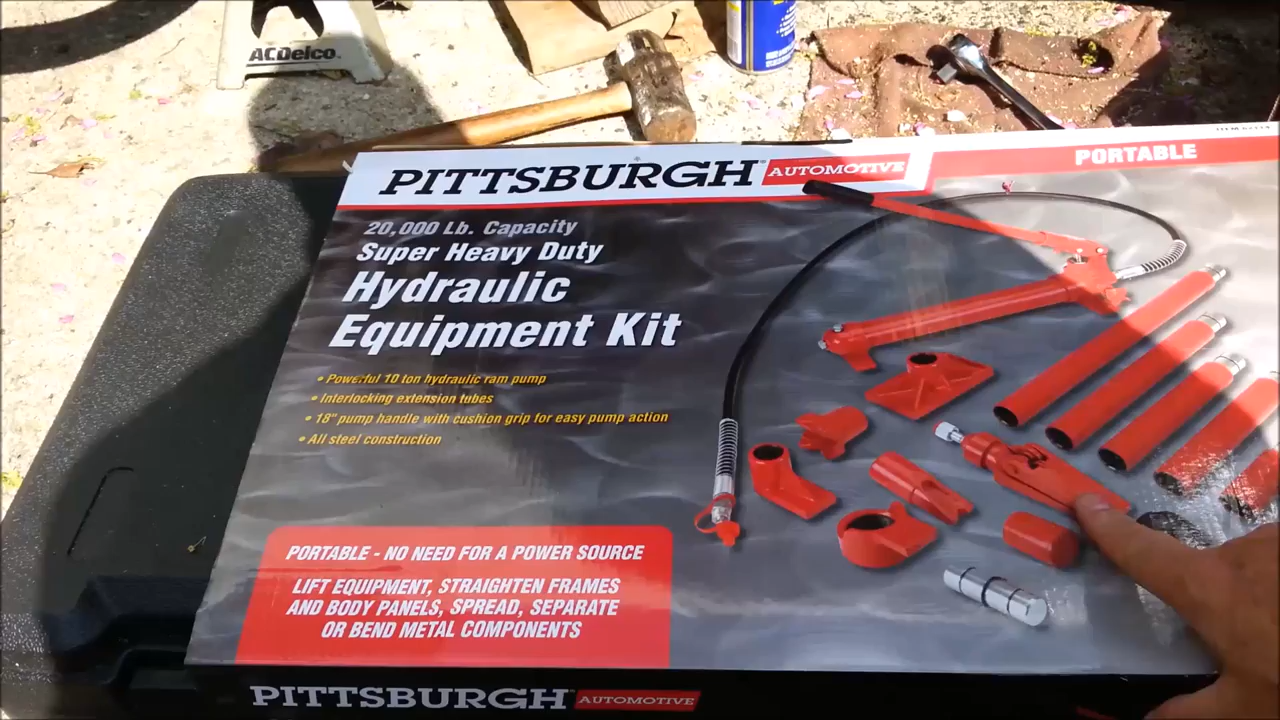 ACDelco
PITTSBURGH AUTOMOTIVE
PORTABLE
20,000 Lb. Capacity
Super Heavy Duty
Hydraulic
Equipment Kit
• Powerful 10 ton hydraulic ram pump
• Interlocking extension tubes
• 18" pump handle with cushion grip for easy pump action
• All steel construction
PORTABLE - NO NEED FOR A POWER SOURCE
LIFT EQUIPMENT, STRAIGHTEN FRAMES
AND BODY PANELS, SPREAD, SEPARATE
OR BEND METAL COMPONENTS
PITTSBURGH AUTOMOTIVE